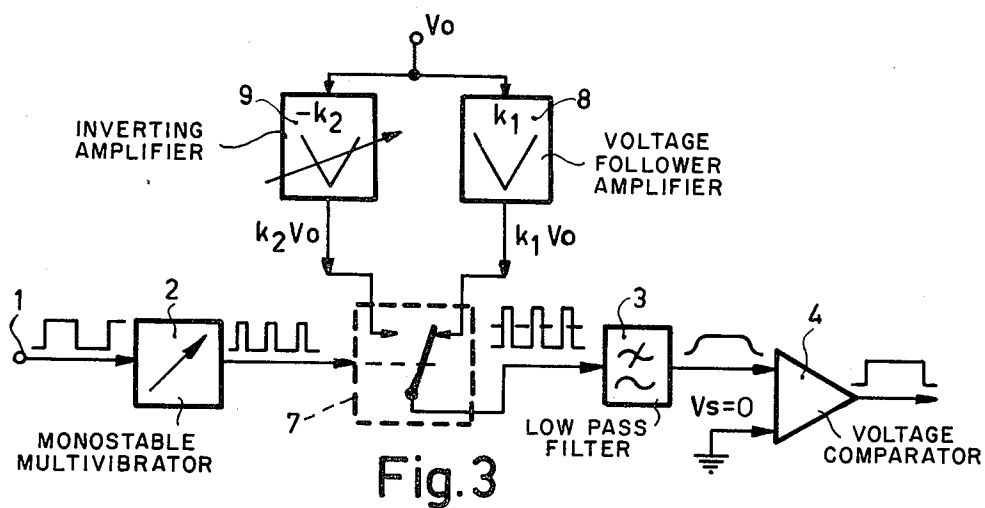 Vo
9
-k2
k1
8
INVERTING
AMPLIFIER
VOLTAGE
FOLLOWER
AMPLIFIER
k2Vo
k1Vo
1
2
3
4
7
Vs=0
MONOSTABLE
MULTIVIBRATOR
LOW PASS
FILTER
VOLTAGE
COMPARATOR
Fig.3